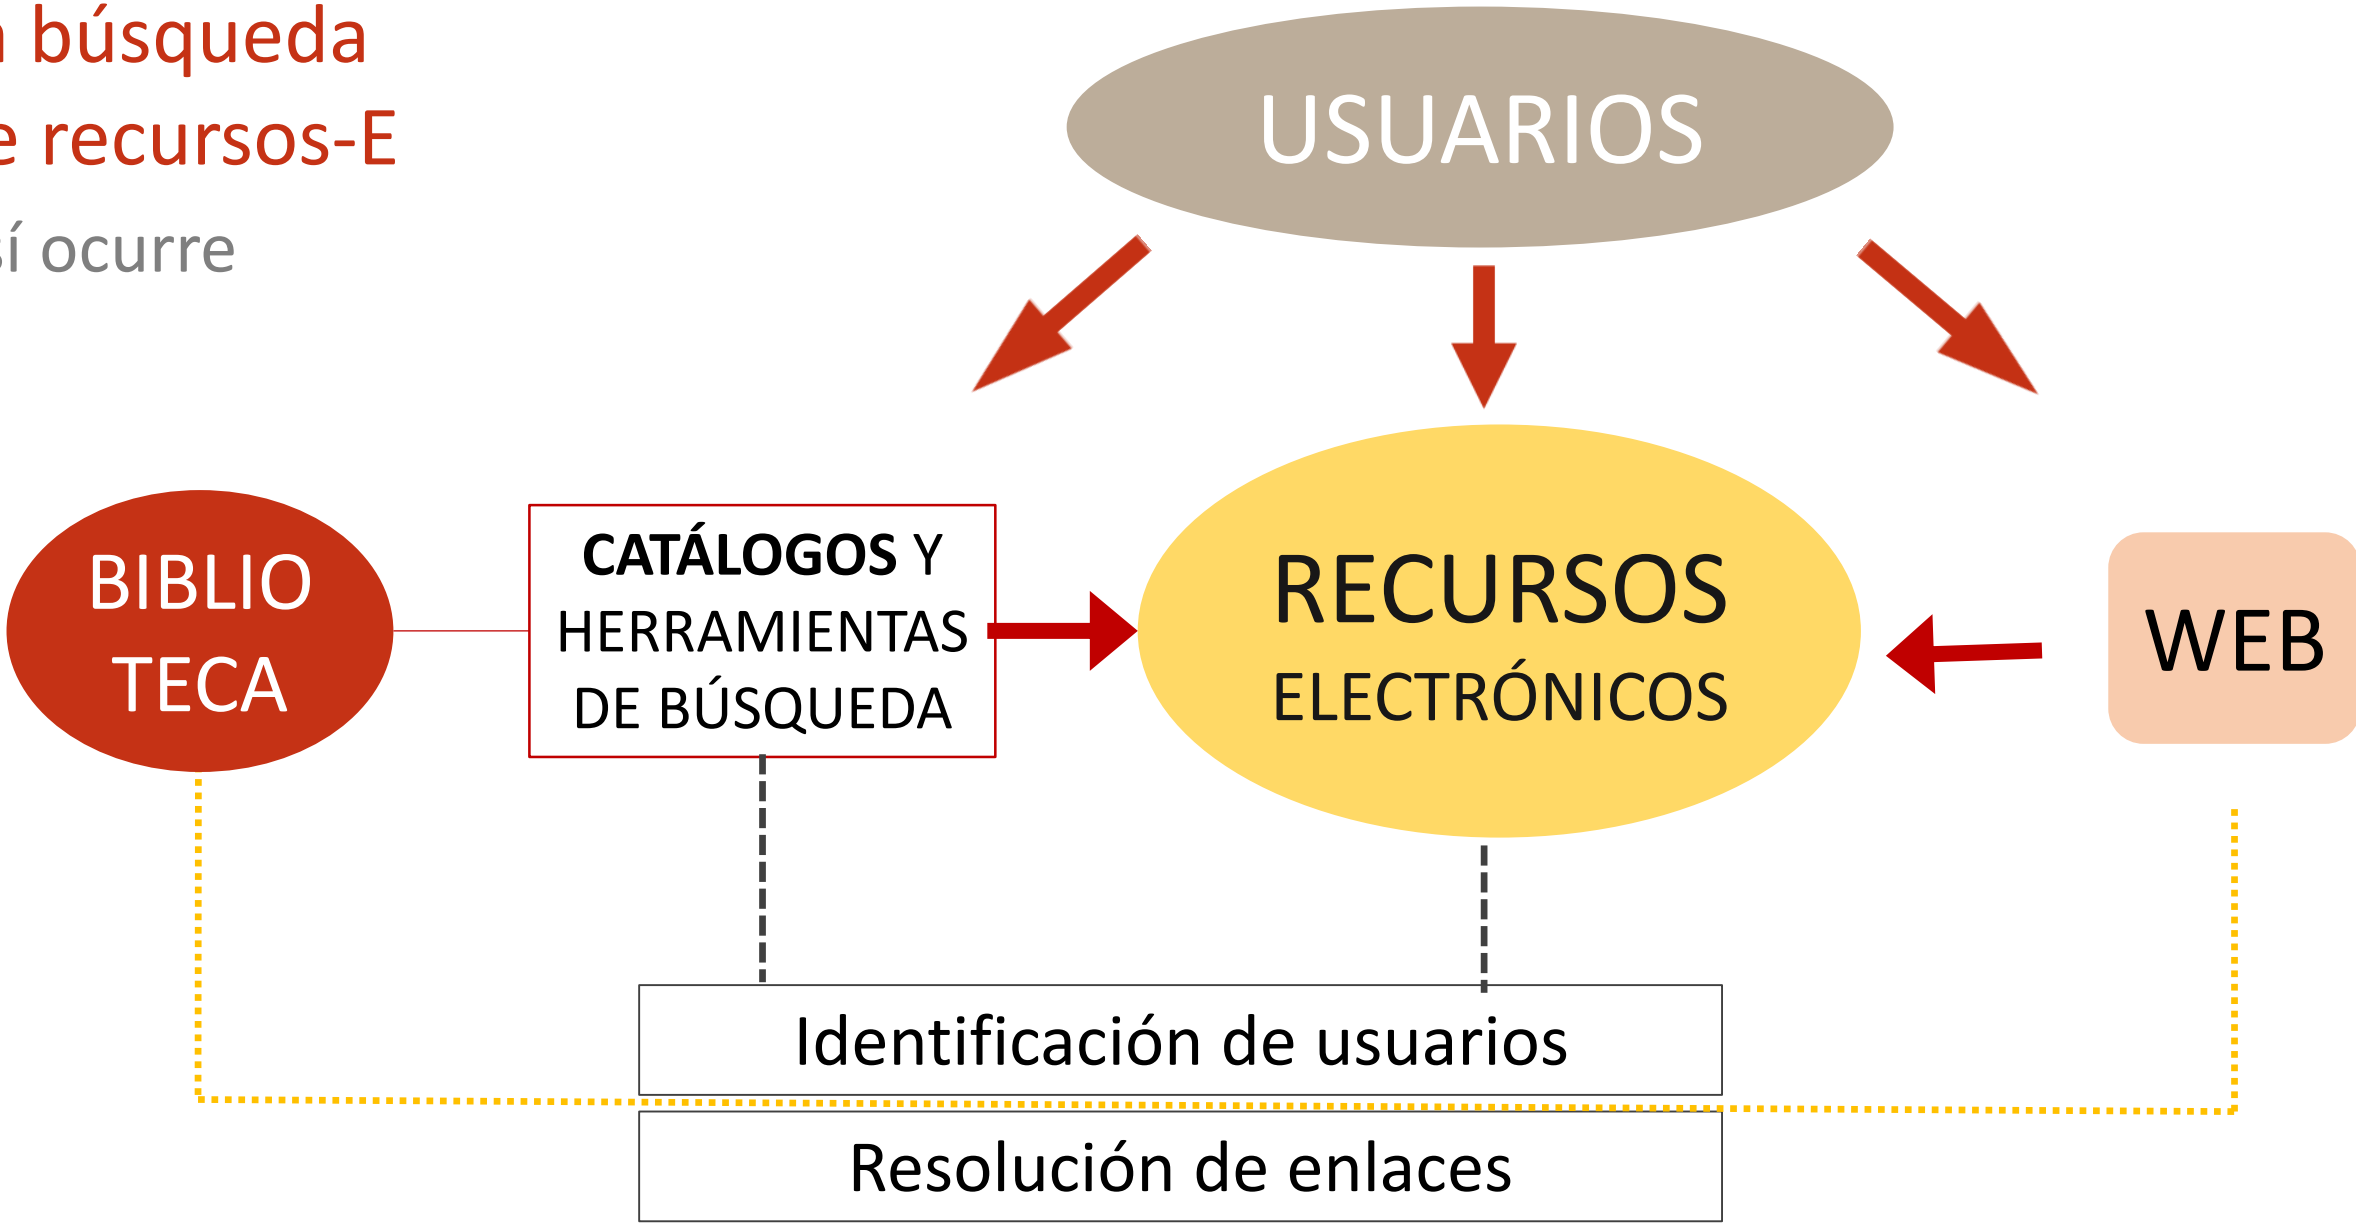 búsqueda
recursos-E
ocurre
USUARIOS
BIBLIO
TECA
CATÁLOGOS Y
HERRAMIENTAS
DE BÚSQUEDA
RECURSOS
ELECTRÓNICOS
WEB
Identificación de usuarios
Resolución de enlaces